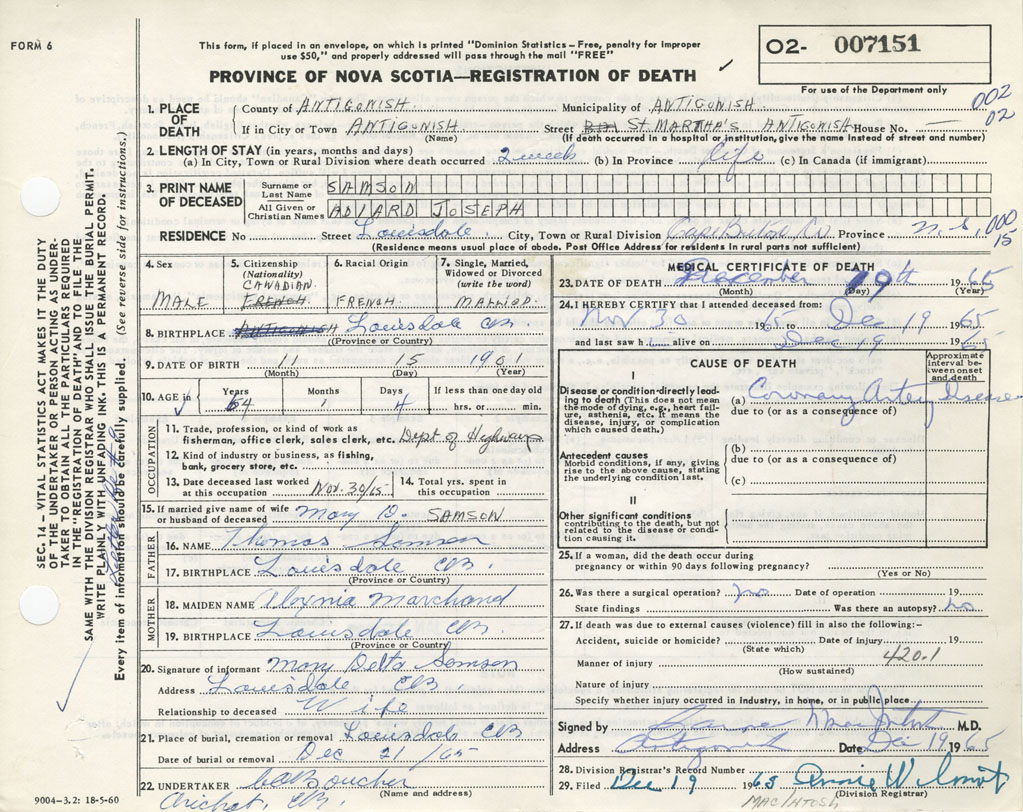 FORM 6
This form, if placed in an envelope, on which is printed "Dominion Statistics – Free, penalty for improper
use $50," and properly addressed will pass through the mail "FREE"
PROVINCE OF NOVA SCOTIA—REGISTRATION OF DEATH ✓
02- 007151
For use of the Department only
002
02
1. PLACE OF DEATH
County of ANTIGONISH Municipality of ANTIGONISH
If in City or Town ANTIGONISH Street St. MARTHA'S ANTIGONISH House No. —
(Name) (If death occurred in a hospital or institution, give its name instead of street and number)
2. LENGTH OF STAY (in years, months and days)
(a) In City, Town or Rural Division where death occurred 2 weeks (b) In Province life (c) In Canada (if immigrant)
3. PRINT NAME OF DECEASED
Surname or Last Name SAMSON
All Given or Christian Names ADLARD JOSEPH
RESIDENCE No Street Louisdale City, Town or Rural Division Cape Breton Co Province N.S. 000
15
(Residence means usual place of abode. Post Office Address for residents in rural parts not sufficient)
4. Sex MALE
5. Citizenship (Nationality) CANADIAN FRENCH
6. Racial Origin FRENCH
7. Single, Married, Widowed or Divorced (write the word)
8. BIRTHPLACE ANTIGONISH Louisdale CB.
(Province or Country)
9. DATE OF BIRTH 11 15 1901
(Month) (Day) (Year)
10. AGE in Years 64 Months 1 Days 4 If less than one day old hrs. or min.
OCCUPATION
11. Trade, profession, or kind of work as
fisherman, office clerk, sales clerk, etc. Dept of Highways
12. Kind of industry or business, as fishing,
bank, grocery store, etc.
13. Date deceased last worked at this occupation Nov. 30/65
14. Total yrs. spent in this occupation
15. If married give name of wife or husband of deceased Mary D. SAMSON
FATHER
16. NAME Thomas Samson
17. BIRTHPLACE Louisdale CB.
(Province or Country)
MOTHER
18. MAIDEN NAME Marchand
19. BIRTHPLACE Louisdale CB.
(Province or Country)
20. Signature of informant Mary Delta Samson
Address Louisdale CB.
Relationship to deceased Wife
21. Place of burial, cremation or removal Louisdale CB.
Date of burial or removal Dec 21/65
22. UNDERTAKER Boucher
(Name and address)
Arichat, CB.
9004-3.2: 18-5-60
MEDICAL CERTIFICATE OF DEATH
23. DATE OF DEATH December 19th 1965
(Month) (Day) (Year)
24. I HEREBY CERTIFY that I attended deceased from:
Nov 30 1965 to Dec 19 1965
and last saw h i alive on Dec 19 1965
CAUSE OF DEATH
Approximate interval between onset and death
I
Disease or condition directly leading to death (This does not mean the mode of dying, e.g., heart failure, asthenia, etc. It means the disease, injury, or complication which caused death.)
(a) Coronary Artery Disease
due to (or as a consequence of)
Antecedent causes
Morbid conditions, if any, giving rise to the above cause, stating the underlying condition last.
(b)
due to (or as a consequence of)
(c)
II
Other significant conditions
contributing to the death, but not related to the disease or condition causing it.
25. If a woman, did the death occur during
pregnancy or within 90 days following pregnancy?
(Yes or No)
26. Was there a surgical operation? no Date of operation 19
State findings Was there an autopsy? no
27. If death was due to external causes (violence) fill in also the following:–
Accident, suicide or homicide? Date of injury 19
(State which) 420.1
Manner of injury
(How sustained)
Nature of injury
Specify whether injury occurred in industry, in home, or in public place
Signed by M.D.
Address Antigonish Date Dec 19 1965
28. Division Registrar's Record Number
29. Filed Dec 19 1965 Annie Wilmot
(Division Registrar)
MACINTOSH
SEC. 14 – VITAL STATISTICS ACT MAKES IT THE DUTY
OF THE UNDERTAKER OR PERSON ACTING AS UNDER-
TAKER TO OBTAIN ALL THE PARTICULARS REQUIRED
IN THE "REGISTRATION OF DEATH" AND TO FILE THE
SAME WITH THE DIVISION REGISTRAR WHO SHALL ISSUE THE BURIAL PERMIT.
WRITE PLAINLY WITH UNFADING INK. THIS IS A PERMANENT RECORD.
Every item of information should be carefully supplied. (See reverse side for instructions.)